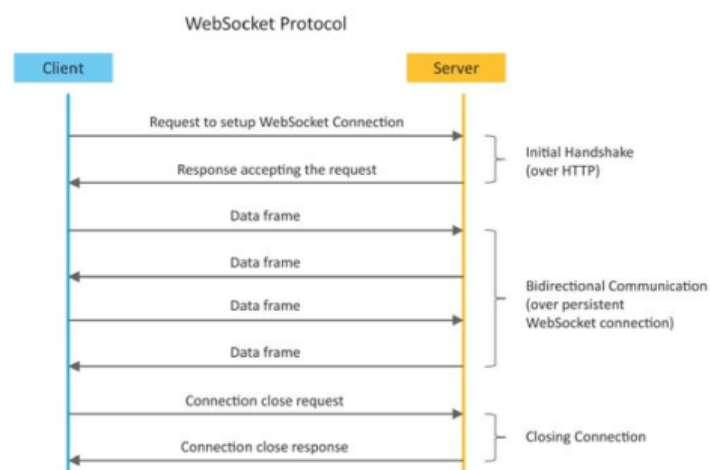 WebSocket Protocol
Client
Server
Request to setup WebSocket Connection
Response accepting the request
Initial Handshake
(over HTTP)
Data frame
Data frame
Data frame
Data frame
Bidirectional Communication
(over persistent
WebSocket connection)
Connection close request
Connection close response
Closing Connection